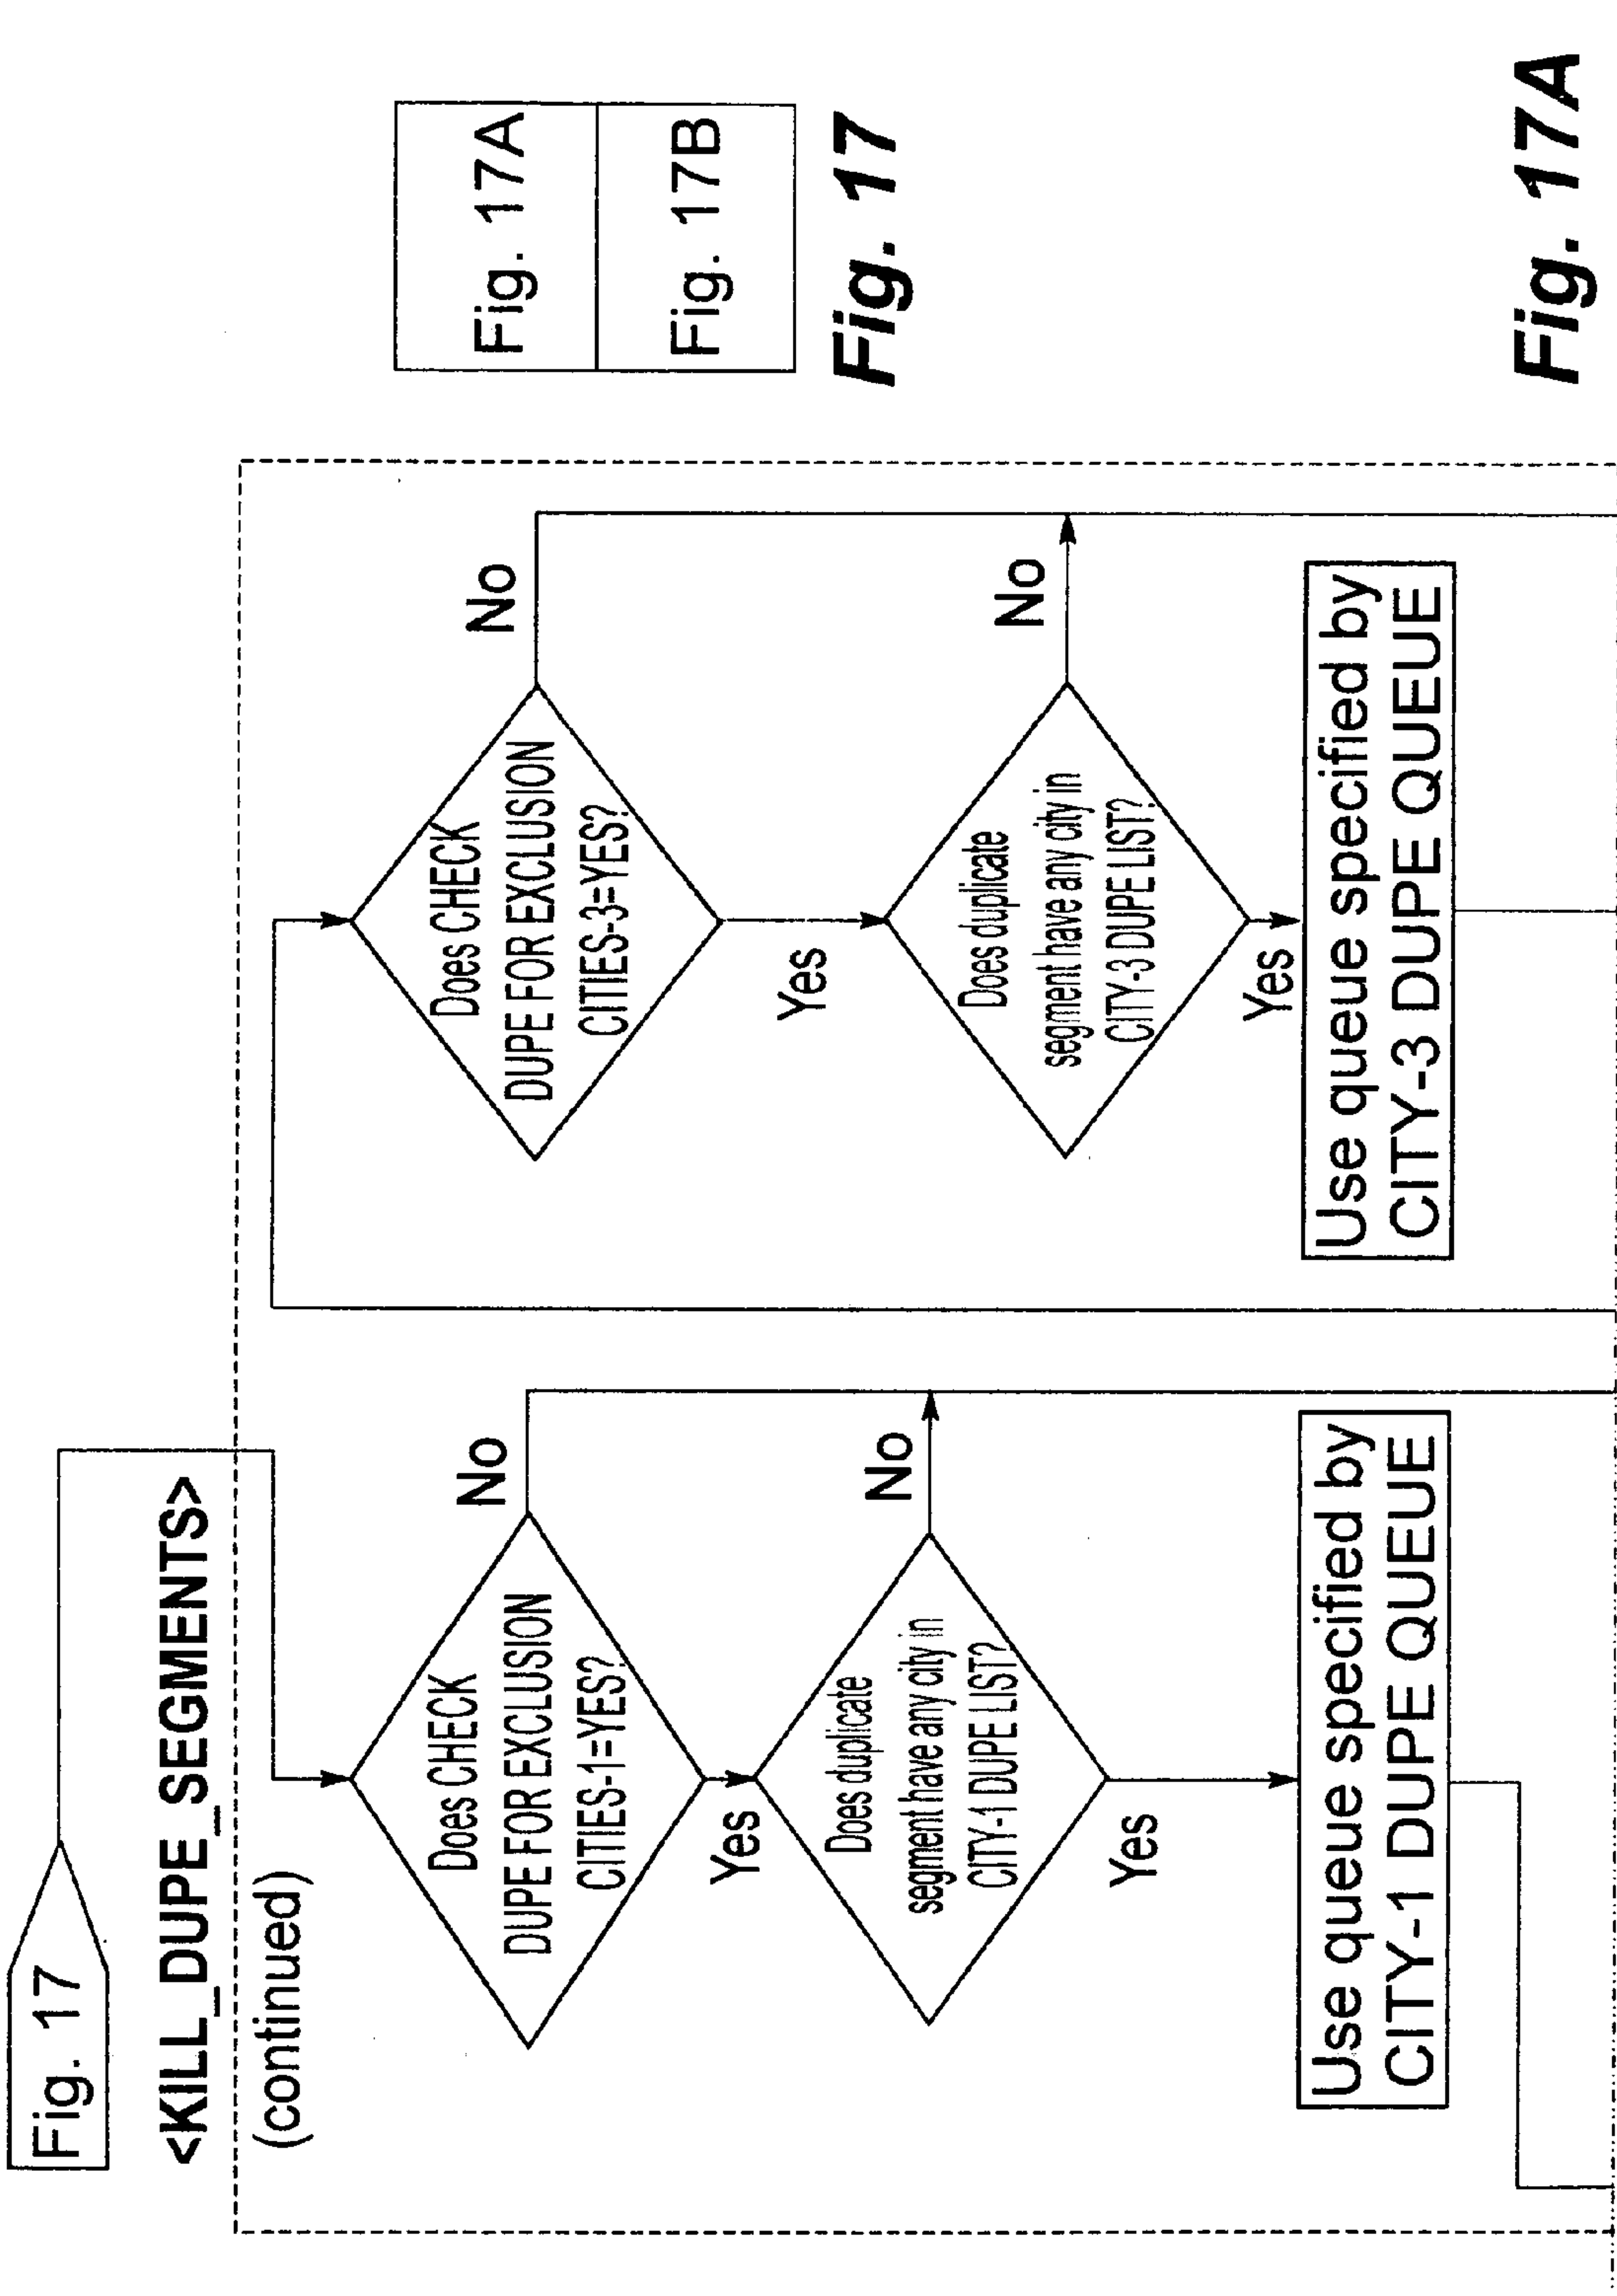 Fig. 17
<KILL_DUPE_SEGMENTS>
(continued)
Does CHECK
DUPE FOR EXCLUSION
CITIES-1=YES?
No
Yes
Does duplicate
segment have any city in
CITY-1 DUPE LIST?
No
Yes
Use queue specified by
CITY-1 DUPE QUEUE
Does CHECK
DUPE FOR EXCLUSION
CITIES-3=YES?
No
Yes
Does duplicate
segment have any city in
CITY-3 DUPE LIST?
No
Yes
Use queue specified by
CITY-3 DUPE QUEUE
Fig. 17A
Fig. 17B
Fig. 17
Fig. 17A